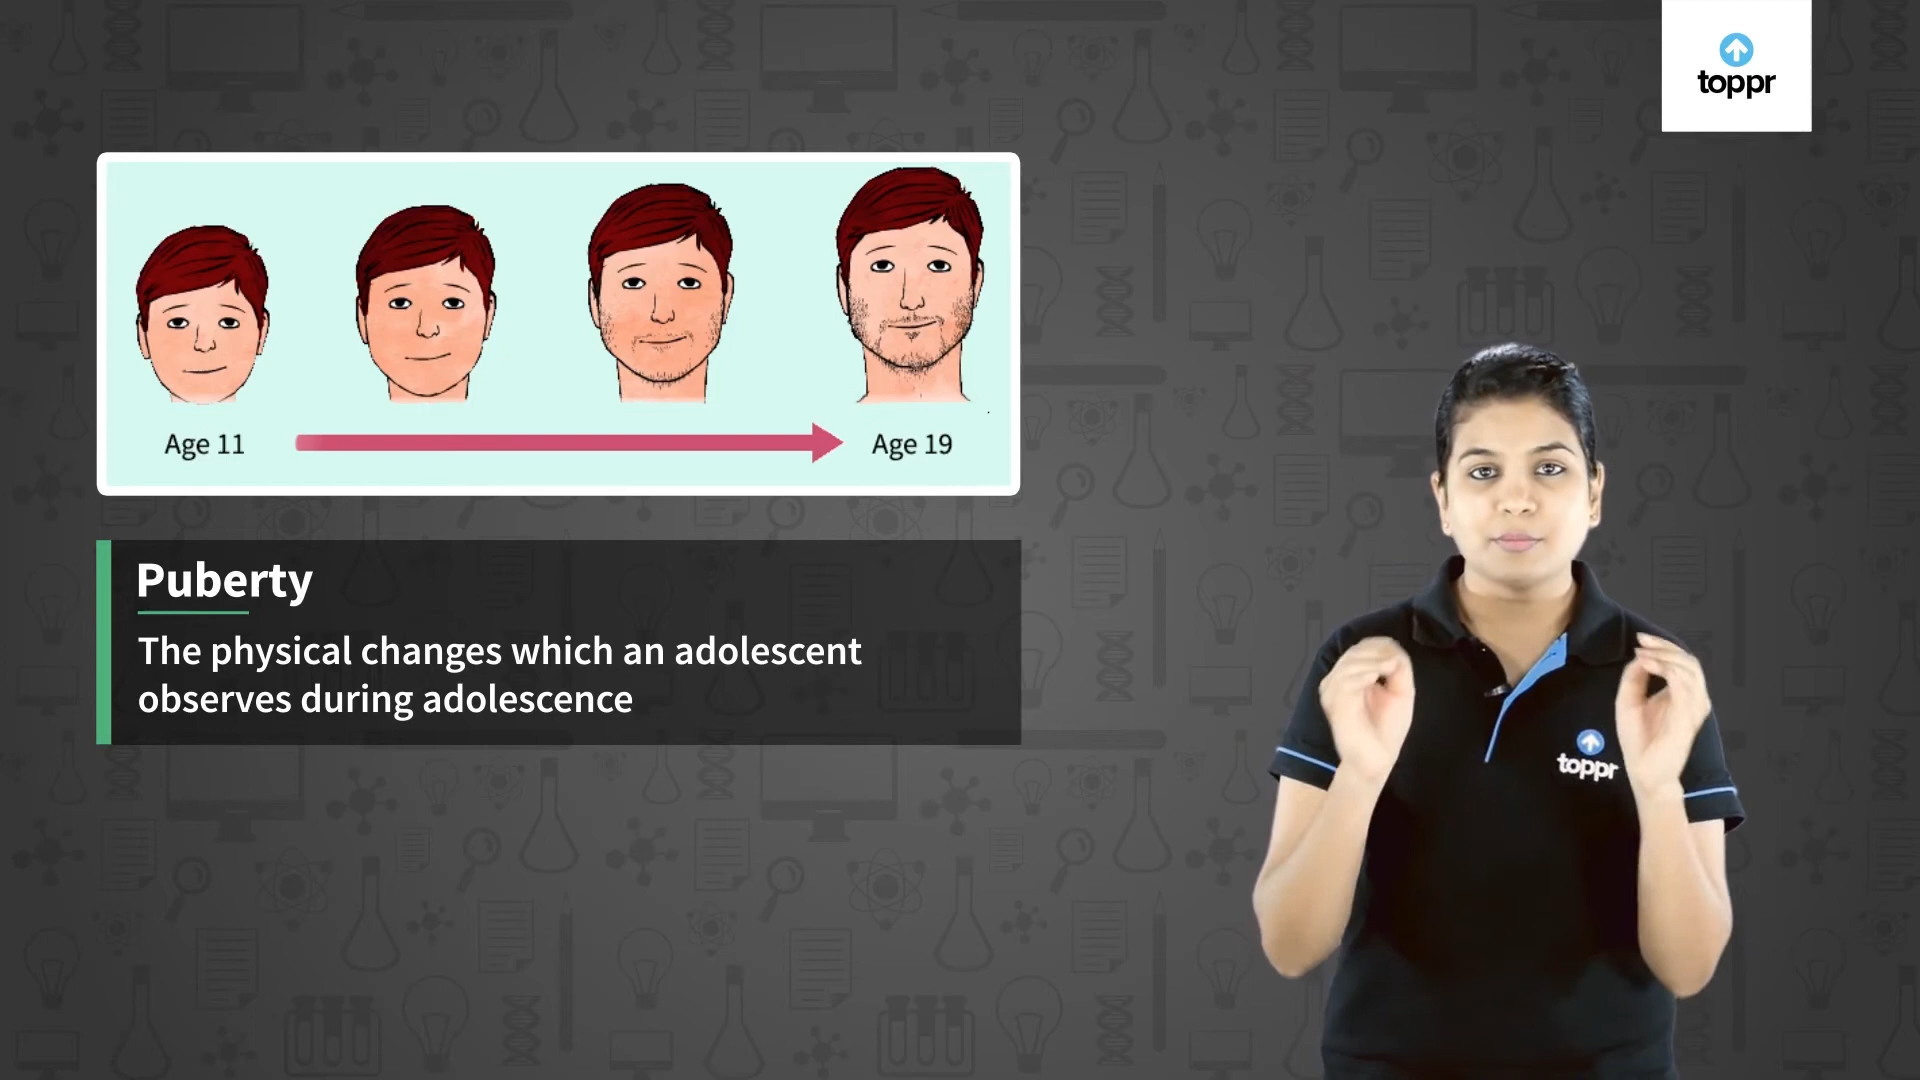 toppr
Age 11
Age 19
Puberty
The physical changes which an adolescent
observes during adolescence
toppr